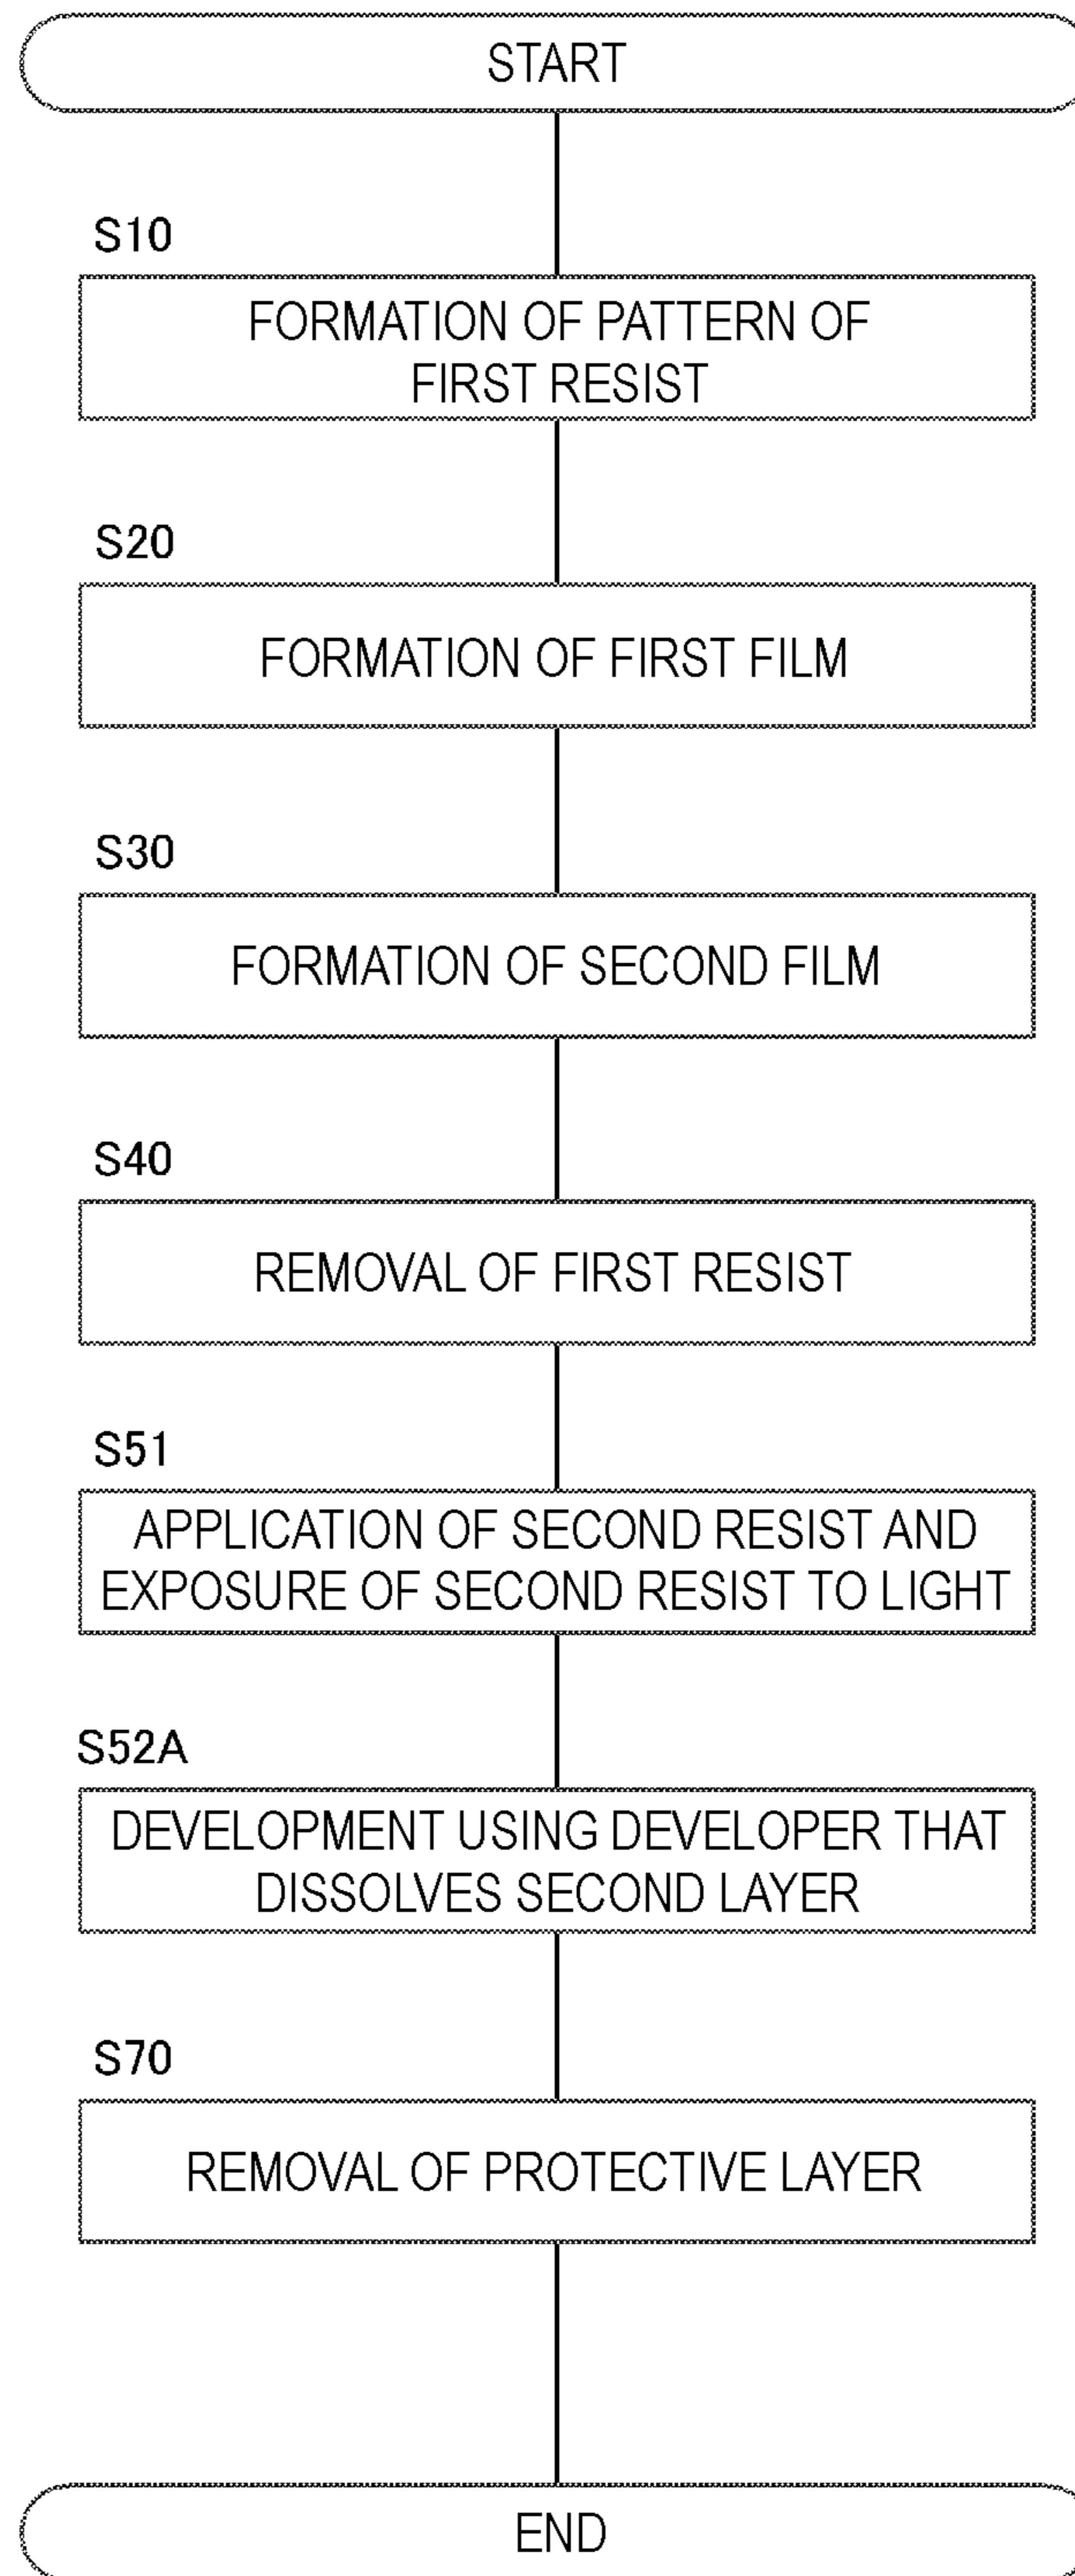 START
S10
FORMATION OF PATTERN OF
FIRST RESIST
S20
FORMATION OF FIRST FILM
S30
FORMATION OF SECOND FILM
S40
REMOVAL OF FIRST RESIST
S51
APPLICATION OF SECOND RESIST AND
EXPOSURE OF SECOND RESIST TO LIGHT
S52A
DEVELOPMENT USING DEVELOPER THAT
DISSOLVES SECOND LAYER
S70
REMOVAL OF PROTECTIVE LAYER
END